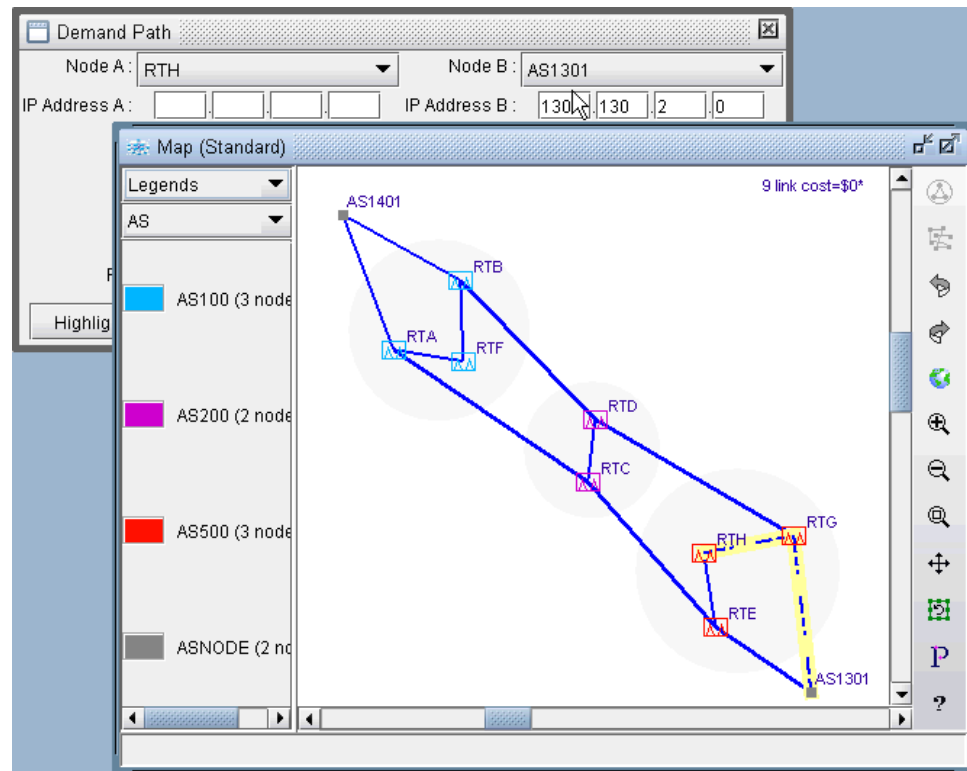 Demand Path
Node A : RTH Node B : AS1301
IP Address A : . . . IP Address B : 130 .130 .2 .0
Map (Standard)
Legends
AS
9 link cost=$0*
AS1401
RTB
F
AS100 (3 node
Highlig
RTA
RTF
AS200 (2 node
RTD
RTC
AS500 (3 node
RTG
RTH
RTE
ASNODE (2 no
AS1301
P
?